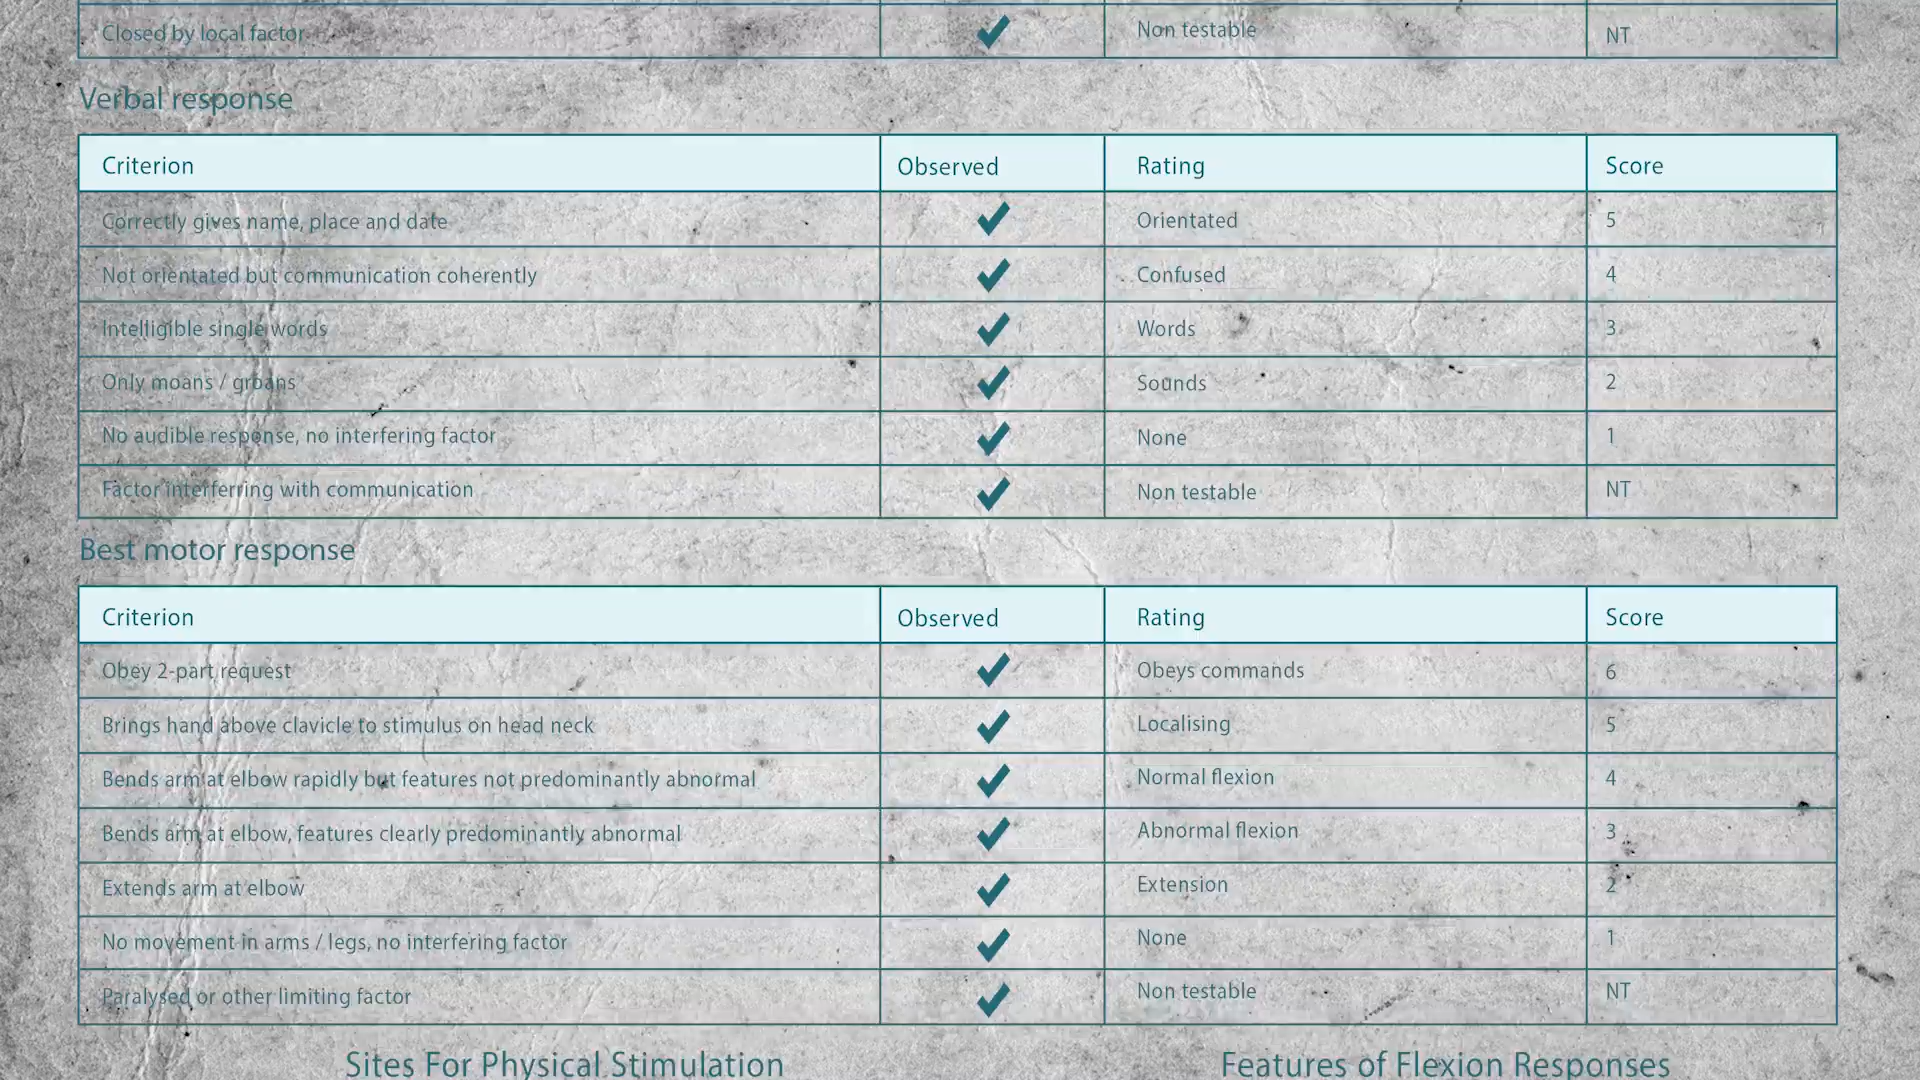 Closed by local factor ✔ Non testable NT
Verbal response
Criterion Observed Rating Score
Correctly gives name, place and date ✔ Orientated 5
Not orientated but communication coherently ✔ Confused 4
Intelligible single words ✔ Words 3
Only moans / groans ✔ Sounds 2
No audible response, no interfering factor ✔ None 1
Factor interferring with communication ✔ Non testable NT
Best motor response
Criterion Observed Rating Score
Obey 2-part request ✔ Obeys commands 6
Brings hand above clavicle to stimulus on head neck ✔ Localising 5
Bends arm at elbow rapidly but features not predominantly abnormal ✔ Normal flexion 4
Bends arm at elbow, features clearly predominantly abnormal ✔ Abnormal flexion 3
Extends arm at elbow ✔ Extension 2
No movement in arms / legs, no interfering factor ✔ None 1
Paralysed or other limiting factor ✔ Non testable NT
Sites For Physical Stimulation Features of Flexion Responses